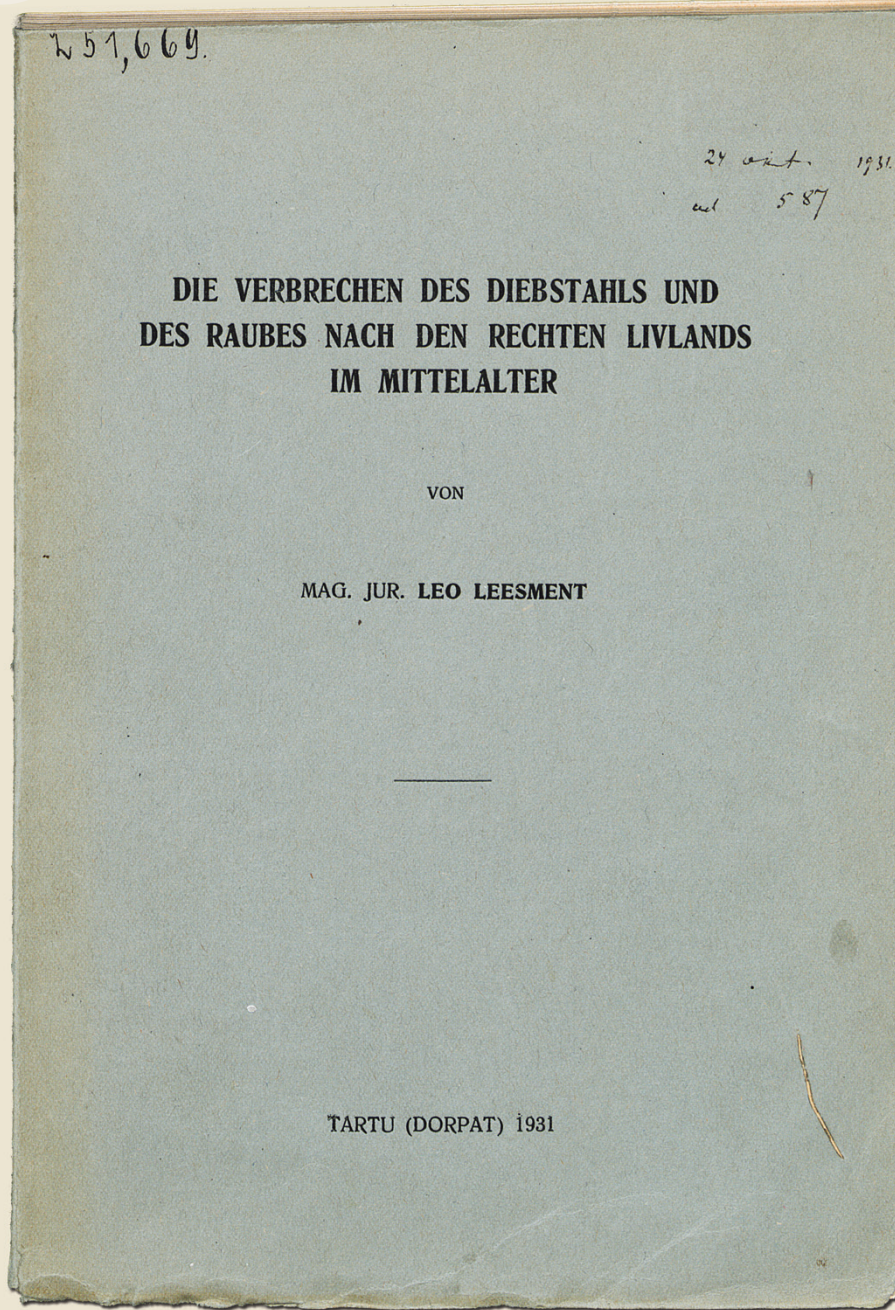 251,669.
24 okt. 1931.
ad 587
DIE VERBRECHEN DES DIEBSTAHLS UND
DES RAUBES NACH DEN RECHTEN LIVLANDS
IM MITTELALTER
VON
MAG. JUR. LEO LEESMENT
TARTU (DORPAT) 1931